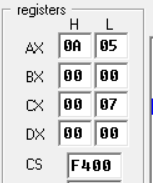 registers
H L
AX 0A 05
BX 00 00
CX 00 07
DX 00 00
CS F400